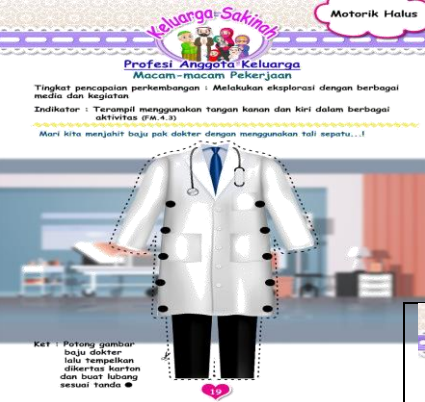 Motorik Halus
Keluarga Sakinah
Profesi Anggota Keluarga
Macam-macam Pekerjaan
Tingkat pencapaian perkembangan : Melakukan eksplorasi dengan berbagai
media dan kegiatan
Indikator : Terampil menggunakan tangan kanan dan kiri dalam berbagai
aktivitas (FM.4.3)
Mari kita menjahit baju pak dokter dengan menggunakan tali sepatu...!
Ket : Potong gambar
baju dokter
lalu tempelkan
dikertas karton
dan buat lubang
sesuai tanda ●
19